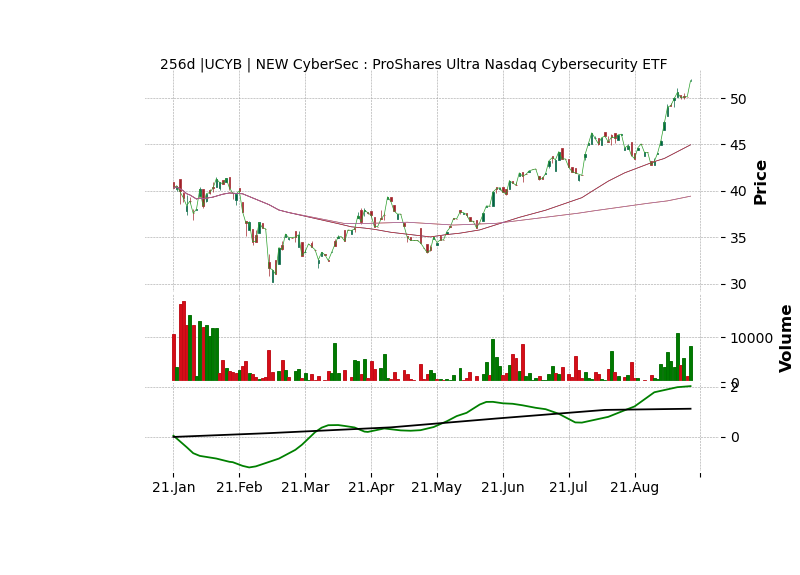 256d |UCYB | NEW CyberSec : ProShares Ultra Nasdaq Cybersecurity ETF
50
45
40
35
30
Price
10000
0
Volume
2
0
21.Jan 21.Feb 21.Mar 21.Apr 21.May 21.Jun 21.Jul 21.Aug